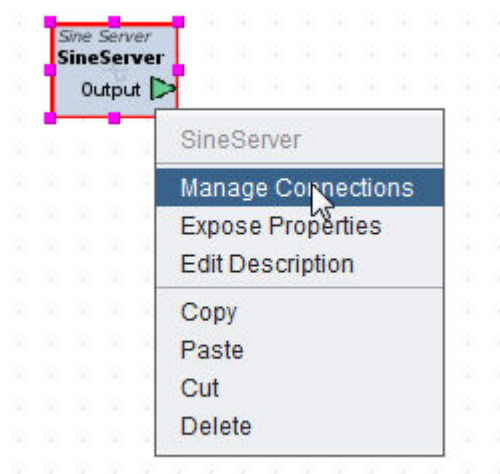 Sine Server
SineServer
Output
SineServer
Manage Connections
Expose Properties
Edit Description
Copy
Paste
Cut
Delete